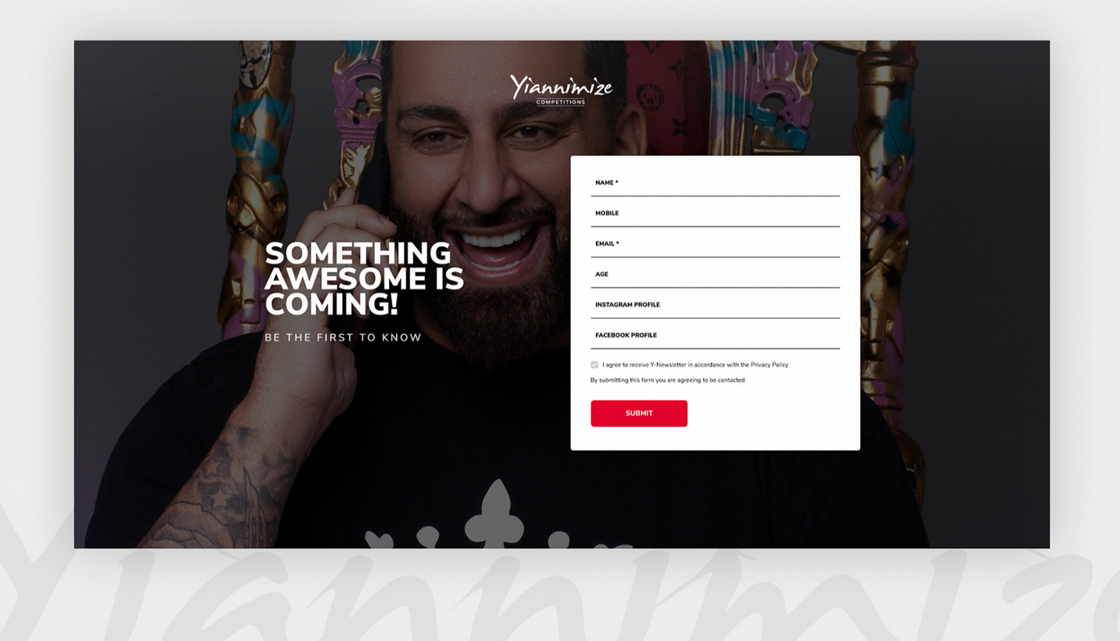 Yiannimize
COMPETITIONS
SOMETHING
AWESOME IS
COMING!
BE THE FIRST TO KNOW
NAME *
MOBILE
EMAIL *
AGE
INSTAGRAM PROFILE
FACEBOOK PROFILE
I agree to receive Y-Newsletter in accordance with the Privacy Policy
By submitting this form you are agreeing to be contacted
SUBMIT
Yiannimize